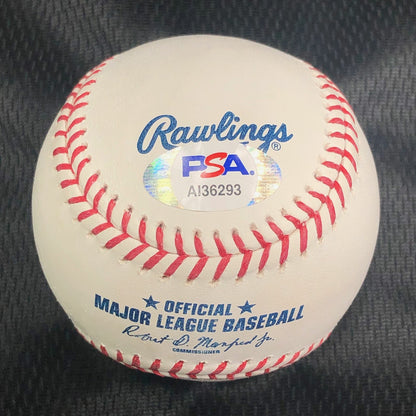 Rawlings®
PSA.
AI36293
★ OFFICIAL ★
MAJOR LEAGUE BASEBALL
Robert D. Manfred Jr.
COMMISSIONER